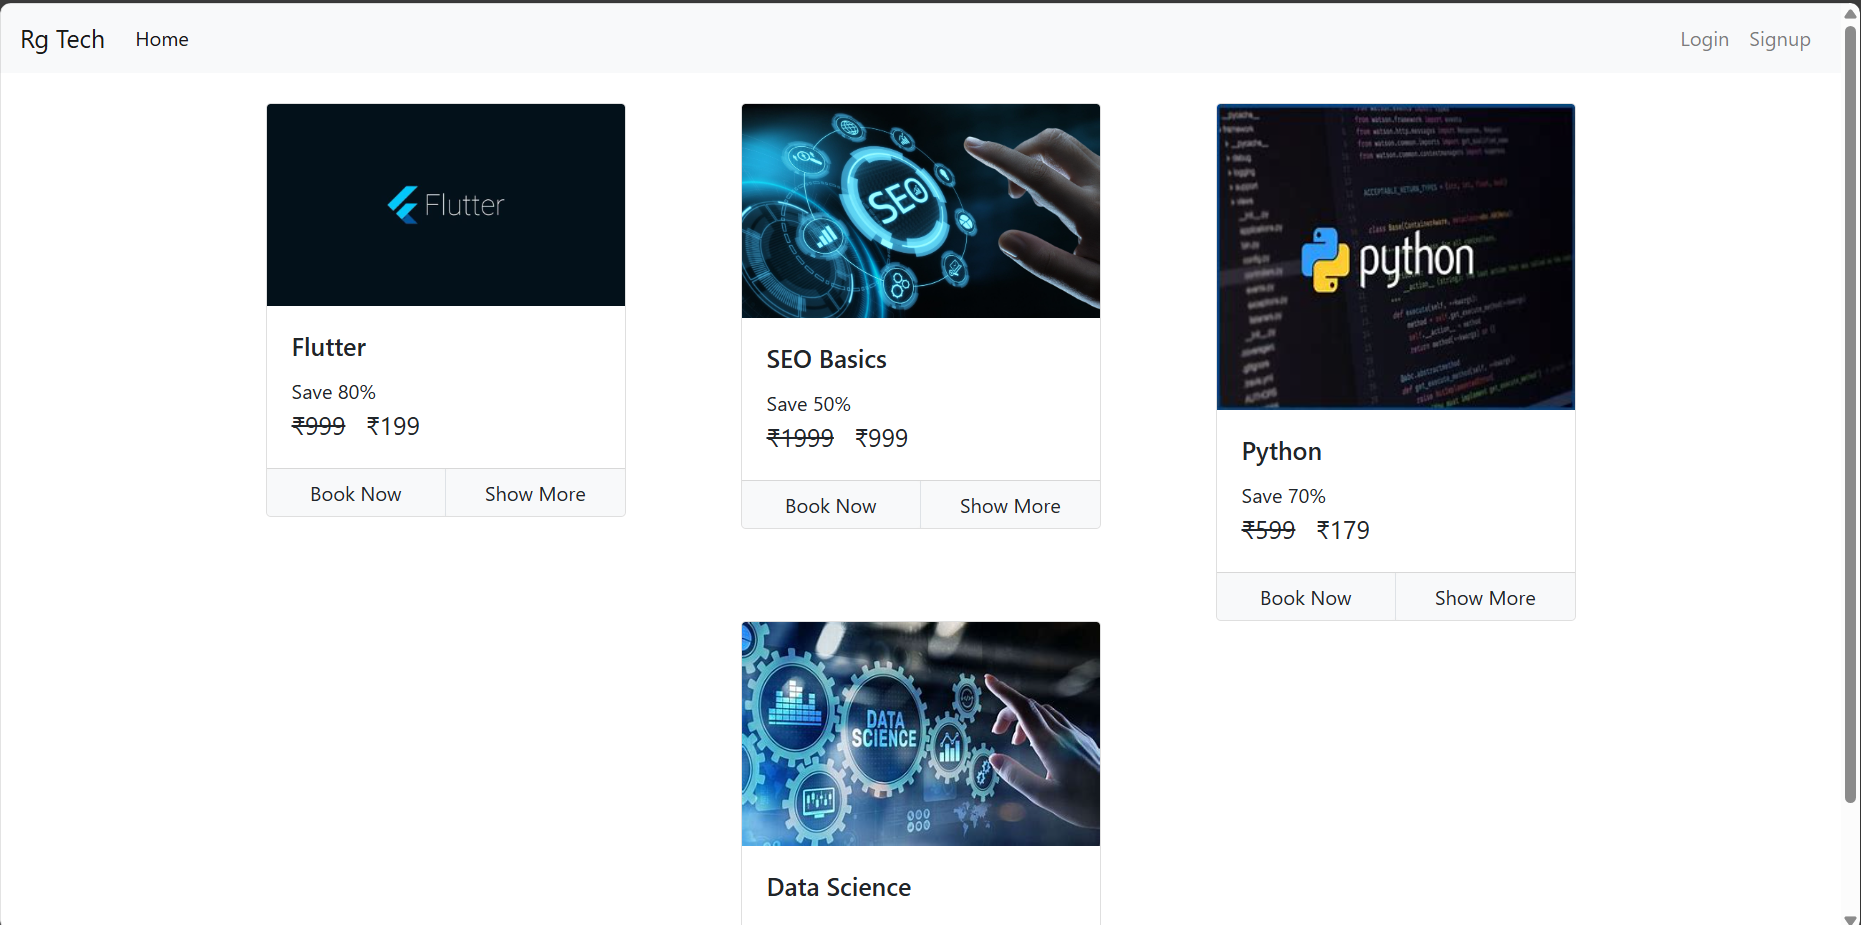 Rg Tech Home Login Signup
Flutter
Flutter
Save 80%
₹999 ₹199
Book Now Show More
SEO
SEO Basics
Save 50%
₹1999 ₹999
Book Now Show More
python
Python
Save 70%
₹599 ₹179
Book Now Show More
DATA
SCIENCE
Data Science